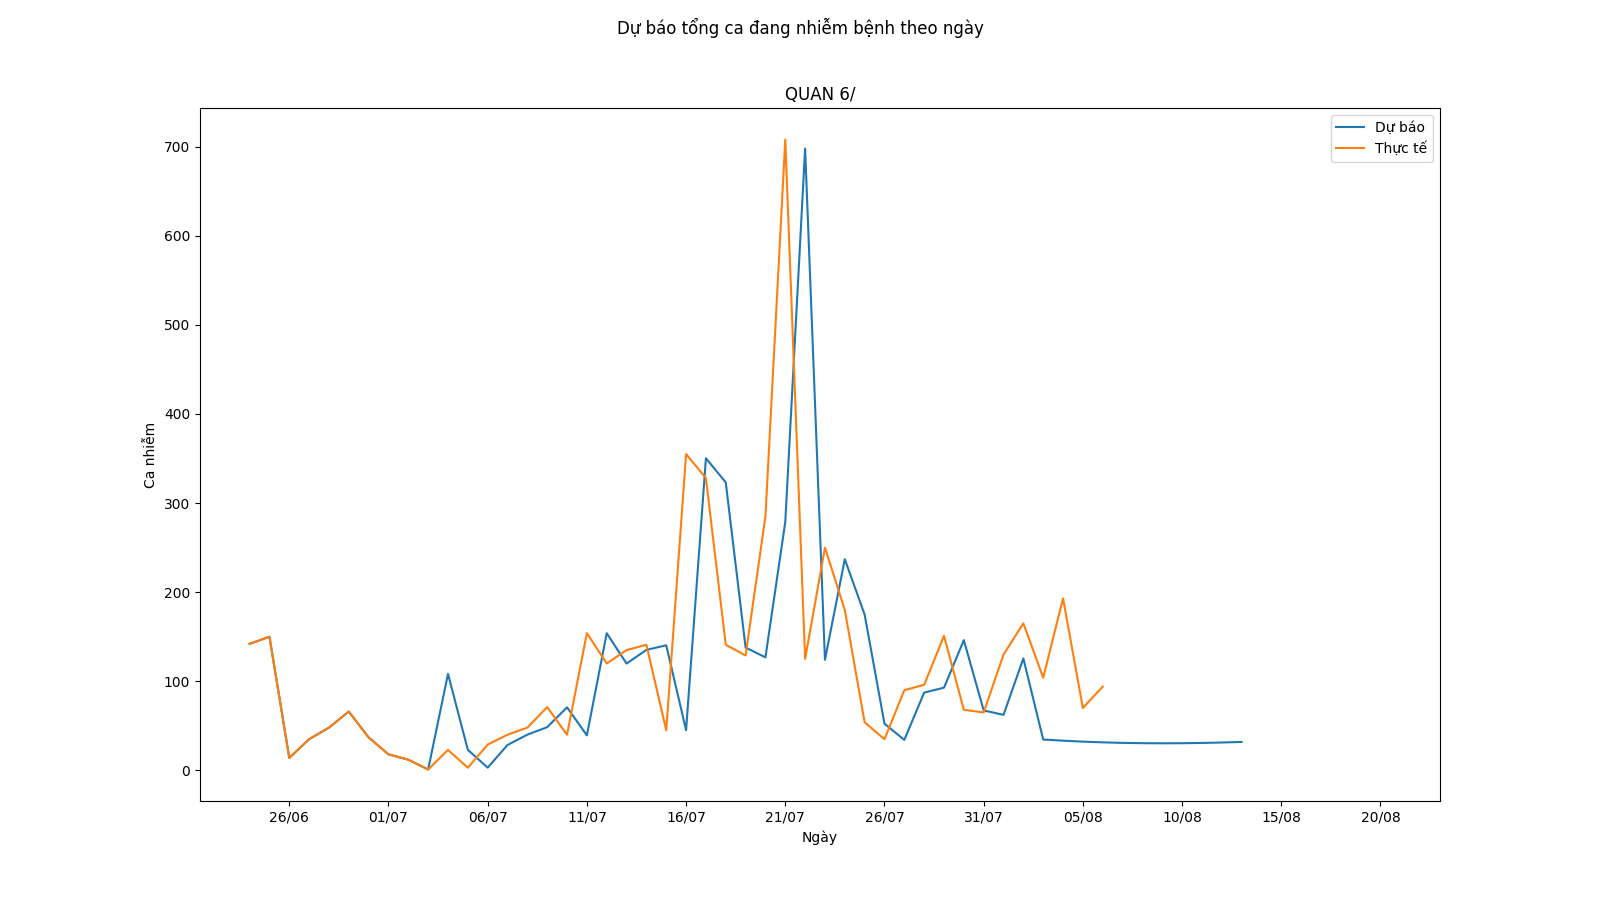 Dự báo tổng ca đang nhiễm bệnh theo ngày
QUAN 6/
Dự báo
Thực tế
700
600
500
400
300
200
100
0
Ca nhiễm
26/06 01/07 06/07 11/07 16/07 21/07 26/07 31/07 05/08 10/08 15/08 20/08
Ngày